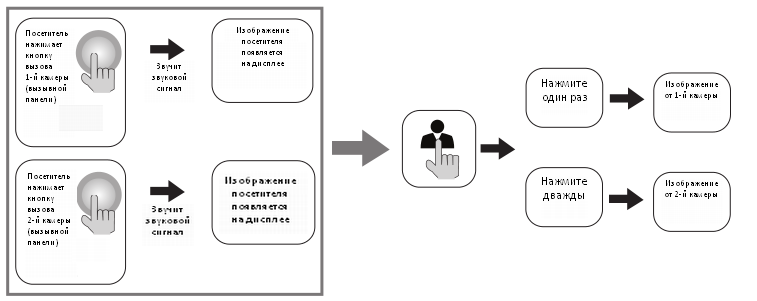 Посетитель
нажимает
кнопку
вызова
1-й камеры
(вызывной
панели)
Звучит
звуковой
сигнал
Изображение
посетителя
появляется
на дисплее
Посетитель
нажимает
кнопку
вызова
2-й камеры
(вызывной
панели)
Звучит
звуковой
сигнал
Изображение
посетителя
появляется
на дисплее
Нажмите
один раз
Изображение
от 1-й камеры
Нажмите
дважды
Изображение
от 2-й камеры